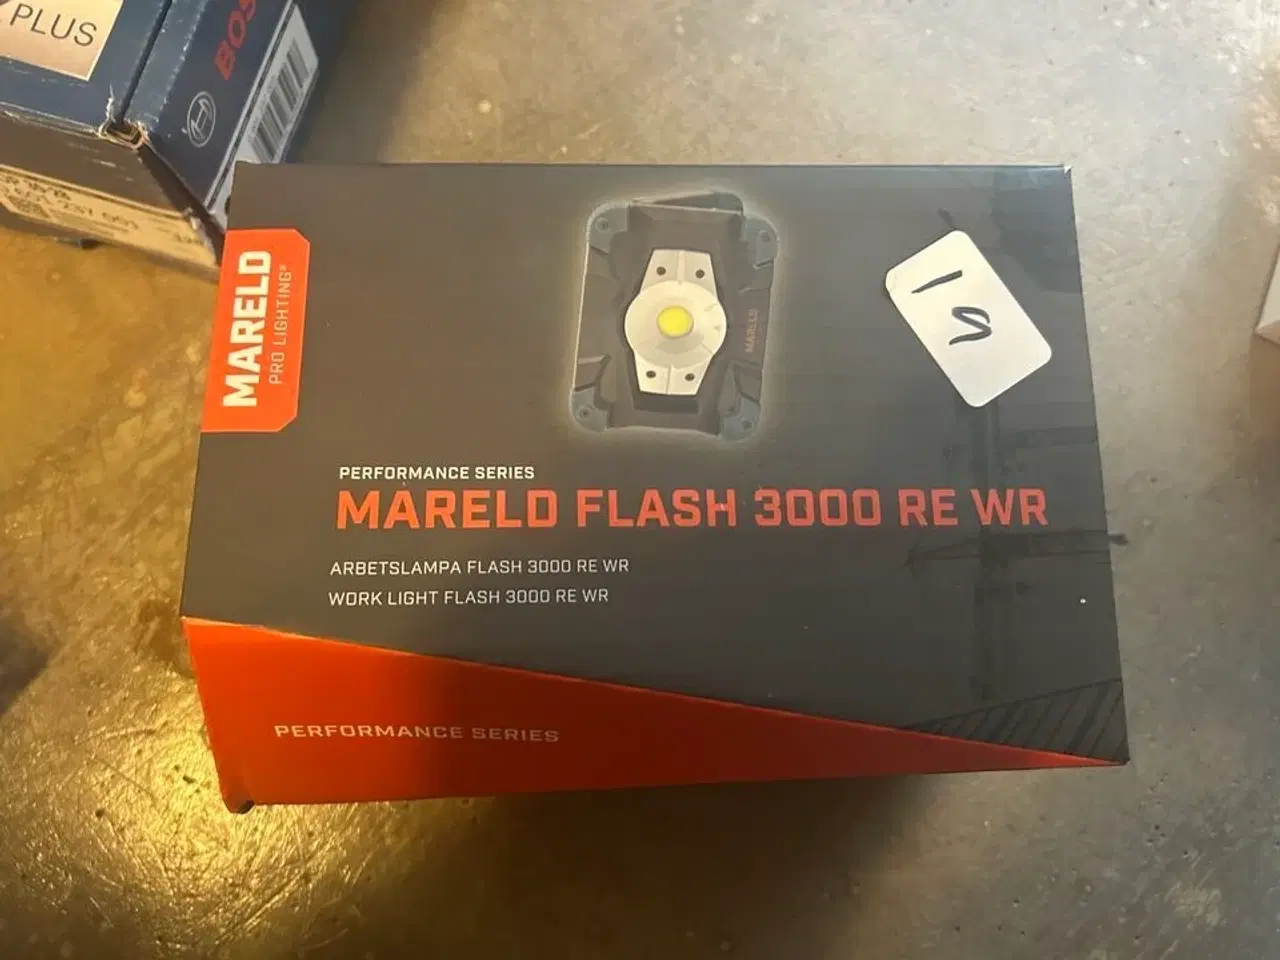 PLUS
BOS
MARELD
PRO LIGHTING®
MARELD
PERFORMANCE SERIES
MARELD FLASH 3000 RE WR
ARBETSLAMPA FLASH 3000 RE WR
WORK LIGHT FLASH 3000 RE WR
PERFORMANCE SERIES